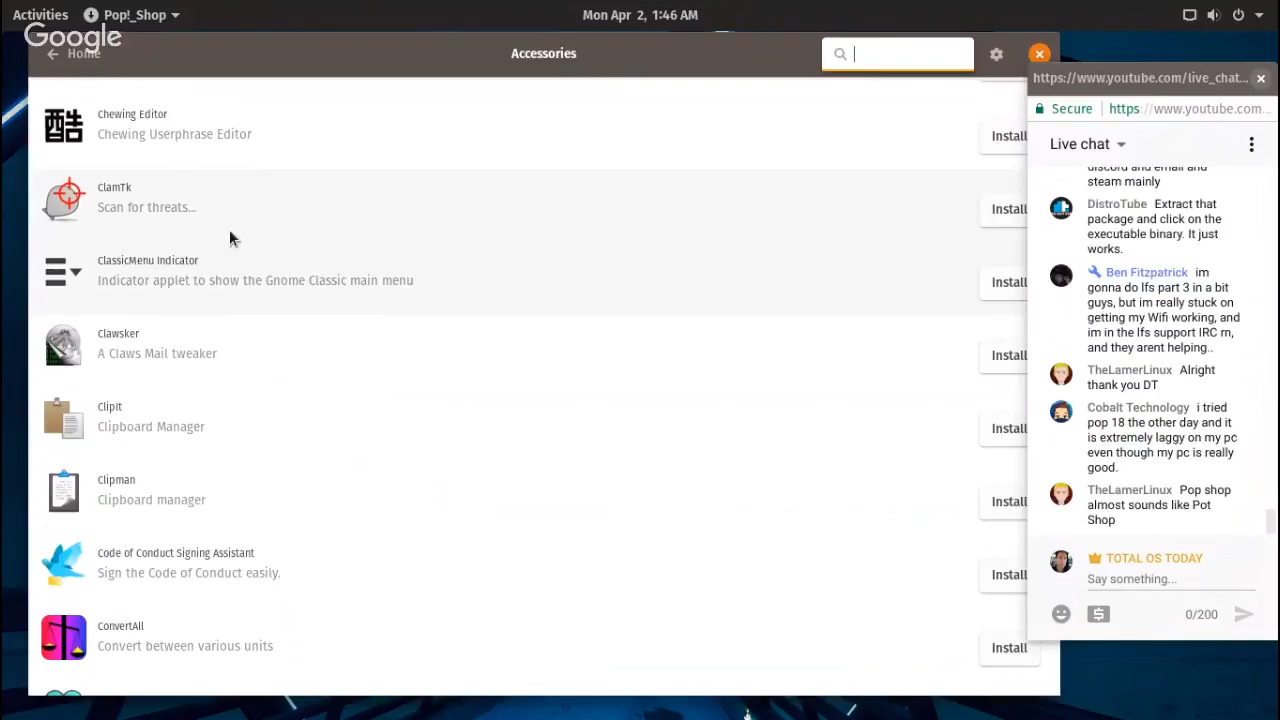 Activities
Pop!_Shop
Mon Apr 2, 1:46 AM
Google
Home
Accessories
Chewing Editor
Chewing Userphrase Editor
Install
ClamTk
Scan for threats...
Install
ClassicMenu Indicator
Indicator applet to show the Gnome Classic main menu
Install
Clawsker
A Claws Mail tweaker
Install
ClipIt
Clipboard Manager
Install
Clipman
Clipboard manager
Install
Code of Conduct Signing Assistant
Sign the Code of Conduct easily.
Install
ConvertAll
Convert between various units
Install
酷
https://www.youtube.com/live_chat...
Secure
https://www.youtube.com...
Live chat
discord and email and
steam mainly
DistroTube Extract that
package and click on the
executable binary. It just
works.
Ben Fitzpatrick im
gonna do lfs part 3 in a bit
guys, but im really stuck on
getting my Wifi working, and
im in the lfs support IRC rn,
and they arent helping..
TheLamerLinux Alright
thank you DT
Cobalt Technology i tried
pop 18 the other day and it
is extremely laggy on my pc
even though my pc is really
good.
TheLamerLinux Pop shop
almost sounds like Pot
Shop
TOTAL OS TODAY
Say something...
0/200